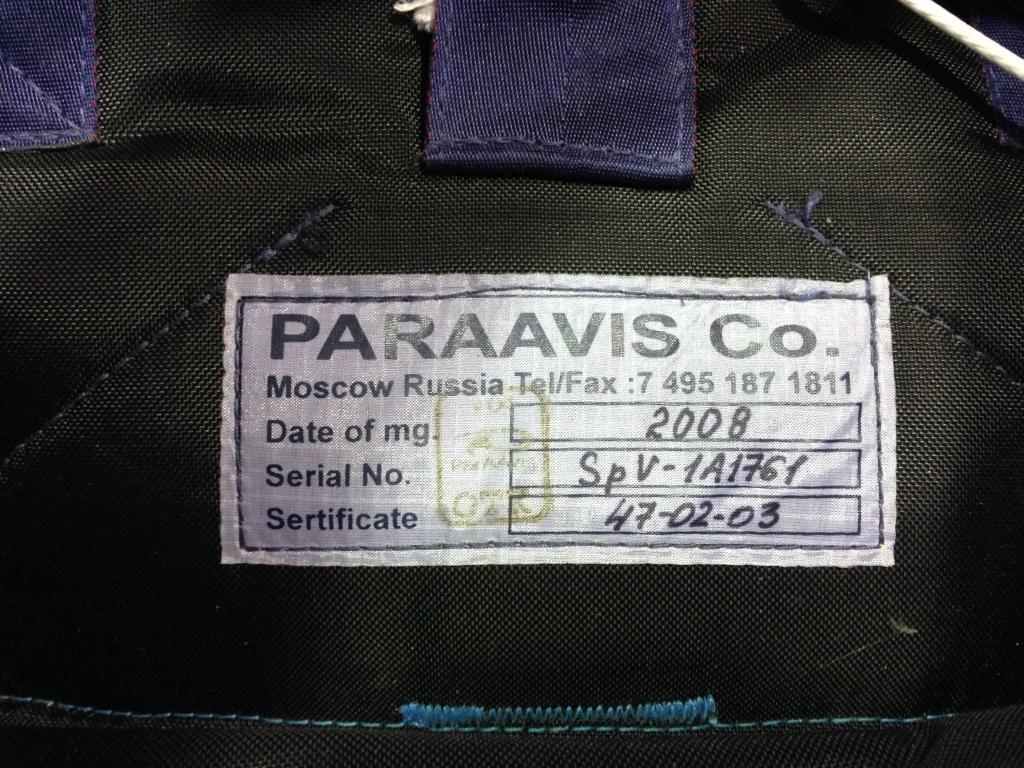 PARAAVIS Co.
Moscow Russia Tel/Fax :7 495 187 1811
Date of mg. 2008
Serial No. SpV-1A1761
Sertificate 47-02-03
ОТК